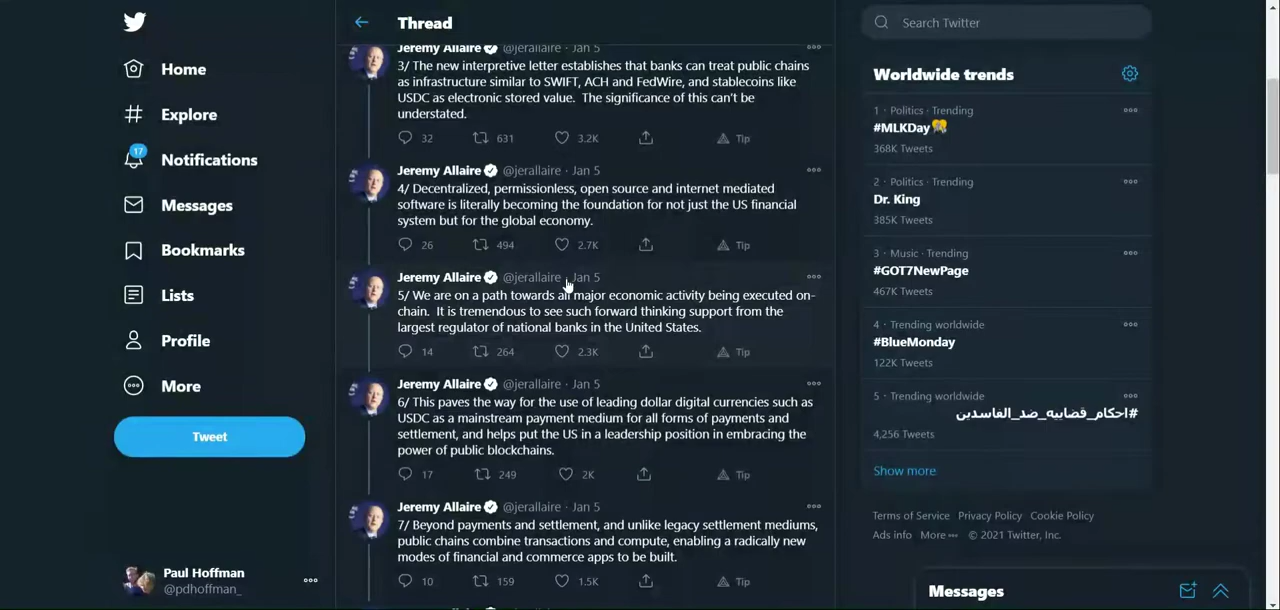 Home
Explore
17
Notifications
Messages
Bookmarks
Lists
Profile
More
Tweet
Paul Hoffman
@pdhoffman_
Thread
Jeremy Allaire @jerallaire · Jan 5
3/ The new interpretive letter establishes that banks can treat public chains
as infrastructure similar to SWIFT, ACH and FedWire, and stablecoins like
USDC as electronic stored value. The significance of this can't be
understated.
32 631 3.2K Tip
Jeremy Allaire @jerallaire · Jan 5
4/ Decentralized, permissionless, open source and internet mediated
software is literally becoming the foundation for not just the US financial
system but for the global economy.
26 494 2.7K Tip
Jeremy Allaire @jerallaire · Jan 5
5/ We are on a path towards all major economic activity being executed on-
chain. It is tremendous to see such forward thinking support from the
largest regulator of national banks in the United States.
14 264 2.3K Tip
Jeremy Allaire @jerallaire · Jan 5
6/ This paves the way for the use of leading dollar digital currencies such as
USDC as a mainstream payment medium for all forms of payments and
settlement, and helps put the US in a leadership position in embracing the
power of public blockchains.
17 249 2K Tip
Jeremy Allaire @jerallaire · Jan 5
7/ Beyond payments and settlement, and unlike legacy settlement mediums,
public chains combine transactions and compute, enabling a radically new
modes of financial and commerce apps to be built.
10 159 1.5K Tip
Search Twitter
Worldwide trends
1 · Politics · Trending
#MLKDay
368K Tweets
2 · Politics · Trending
Dr. King
385K Tweets
3 · Music · Trending
#GOT7NewPage
467K Tweets
4 · Trending worldwide
#BlueMonday
122K Tweets
5 · Trending worldwide
#احكام_قضابيه_ضد_الفاسدين
4,256 Tweets
Show more
Terms of Service Privacy Policy Cookie Policy
Ads info More ••• © 2021 Twitter, Inc.
Messages